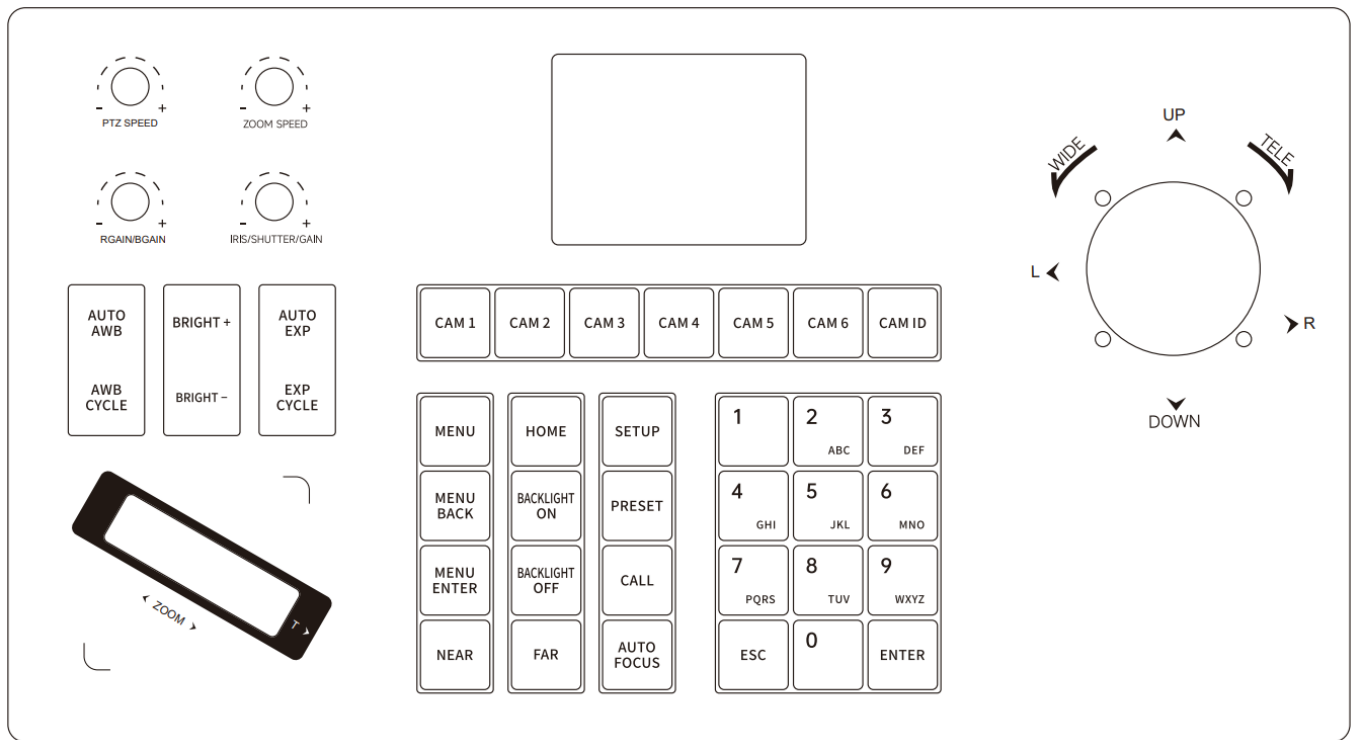 - +
PTZ SPEED
- +
ZOOM SPEED
- +
RGAIN/BGAIN
- +
IRIS/SHUTTER/GAIN
AUTO
AWB
AWB
CYCLE
BRIGHT +
BRIGHT −
AUTO
EXP
EXP
CYCLE
ZOOM
T
CAM 1
CAM 2
CAM 3
CAM 4
CAM 5
CAM 6
CAM ID
MENU
HOME
SETUP
MENU
BACK
BACKLIGHT
ON
PRESET
MENU
ENTER
BACKLIGHT
OFF
CALL
NEAR
FAR
AUTO
FOCUS
1
2
ABC
3
DEF
4
GHI
5
JKL
6
MNO
7
PQRS
8
TUV
9
WXYZ
ESC
0
ENTER
UP
WIDE
TELE
L
R
DOWN